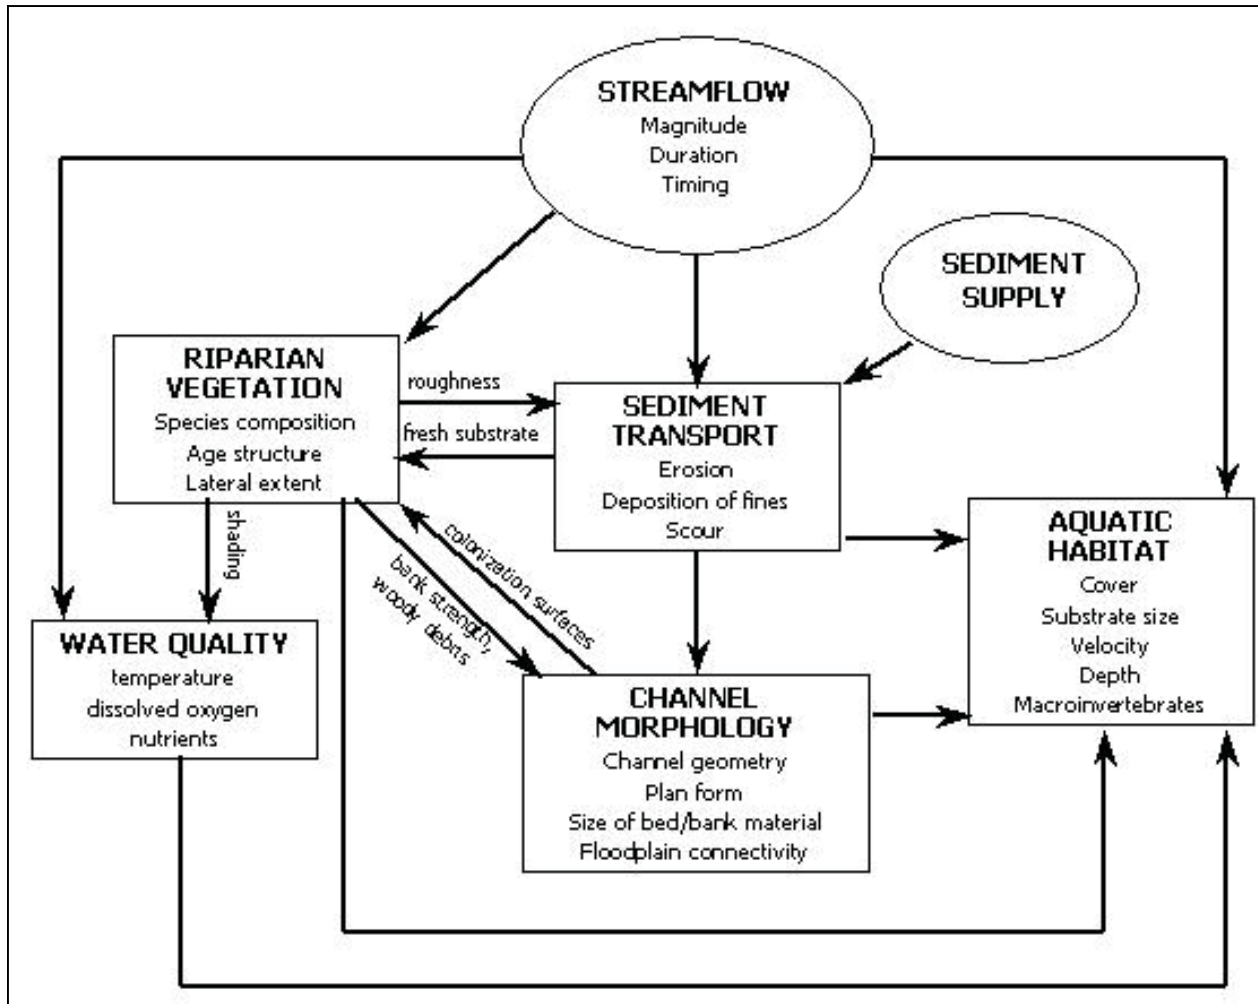 STREAMFLOW
Magnitude
Duration
Timing
SEDIMENT
SUPPLY
RIPARIAN
VEGETATION
Species composition
Age structure
Lateral extent
roughness
fresh substrate
SEDIMENT
TRANSPORT
Erosion
Deposition of fines
Scour
shading
colonization surfaces
bank strength,
woody debris
AQUATIC
HABITAT
Cover
Substrate size
Velocity
Depth
Macroinvertebrates
WATER QUALITY
temperature
dissolved oxygen
nutrients
CHANNEL
MORPHOLOGY
Channel geometry
Plan form
Size of bed/bank material
Floodplain connectivity